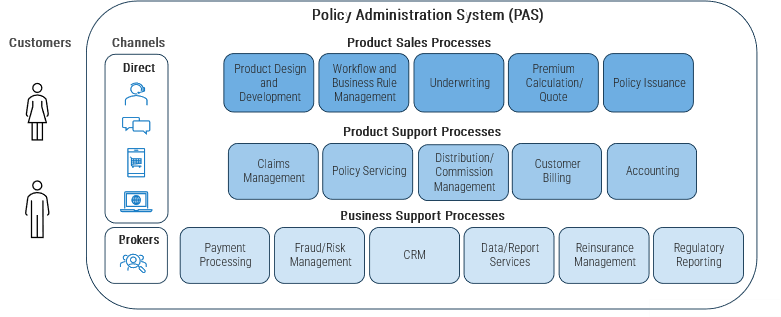 Policy Administration System (PAS)
Customers
Channels
Direct
Brokers
Product Sales Processes
Product Design
and
Development
Workflow and
Business Rule
Management
Underwriting
Premium
Calculation/
Quote
Policy Issuance
Product Support Processes
Claims
Management
Policy Servicing
Distribution/
Commission
Management
Customer
Billing
Accounting
Business Support Processes
Payment
Processing
Fraud/Risk
Management
CRM
Data/Report
Services
Reinsurance
Management
Regulatory
Reporting